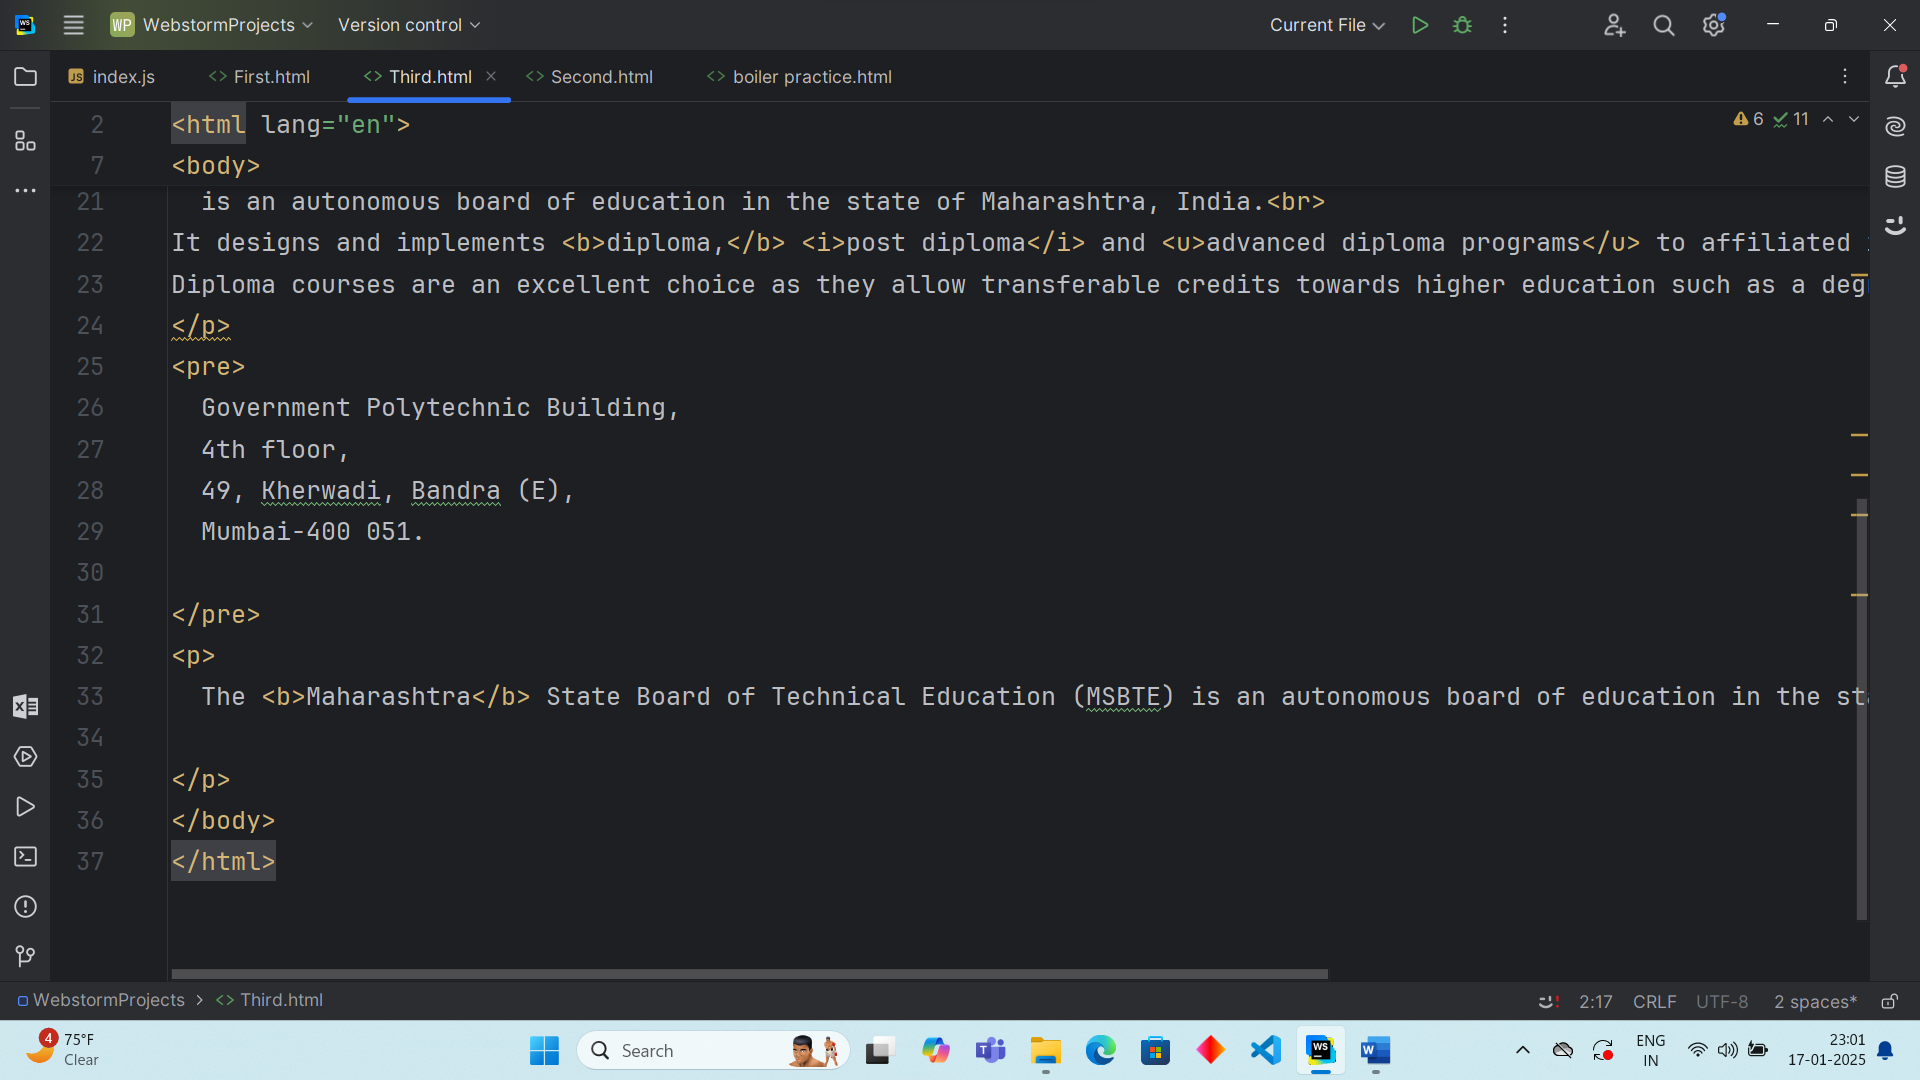 WP WebstormProjects Version control Current File
index.js First.html Third.html Second.html boiler practice.html
2 <html lang="en"> 6 11
7 <body>
21 is an autonomous board of education in the state of Maharashtra, India.<br>
22 It designs and implements <b>diploma,</b> <i>post diploma</i> and <u>advanced diploma programs</u> to affiliated
23 Diploma courses are an excellent choice as they allow transferable credits towards higher education such as a deg
24 </p>
25 <pre>
26 Government Polytechnic Building,
27 4th floor,
28 49, Kherwadi, Bandra (E),
29 Mumbai-400 051.
30
31 </pre>
32 <p>
33 The <b>Maharashtra</b> State Board of Technical Education (MSBTE) is an autonomous board of education in the sta
34
35 </p>
36 </body>
37 </html>
WebstormProjects > Third.html 2:17 CRLF UTF-8 2 spaces*
4 75°F Search ENG 23:01
Clear IN 17-01-2025